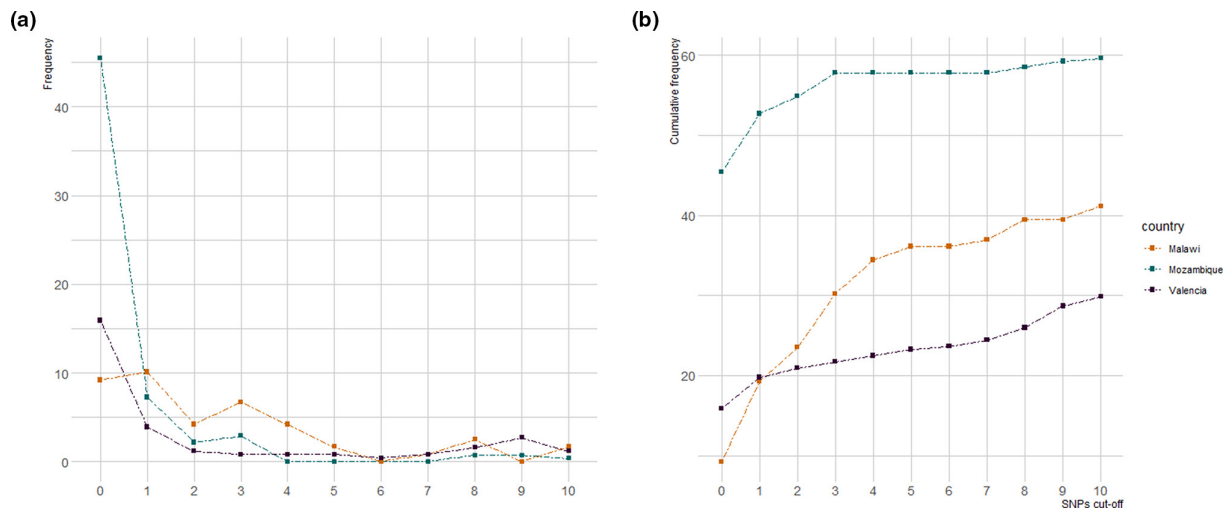 (a)
Frequency
40
30
20
10
0
0 1 2 3 4 5 6 7 8 9 10
(b)
Cumulative frequency
60
40
20
0 1 2 3 4 5 6 7 8 9 10
SNPs cut-off
country
Malawi
Mozambique
Valencia